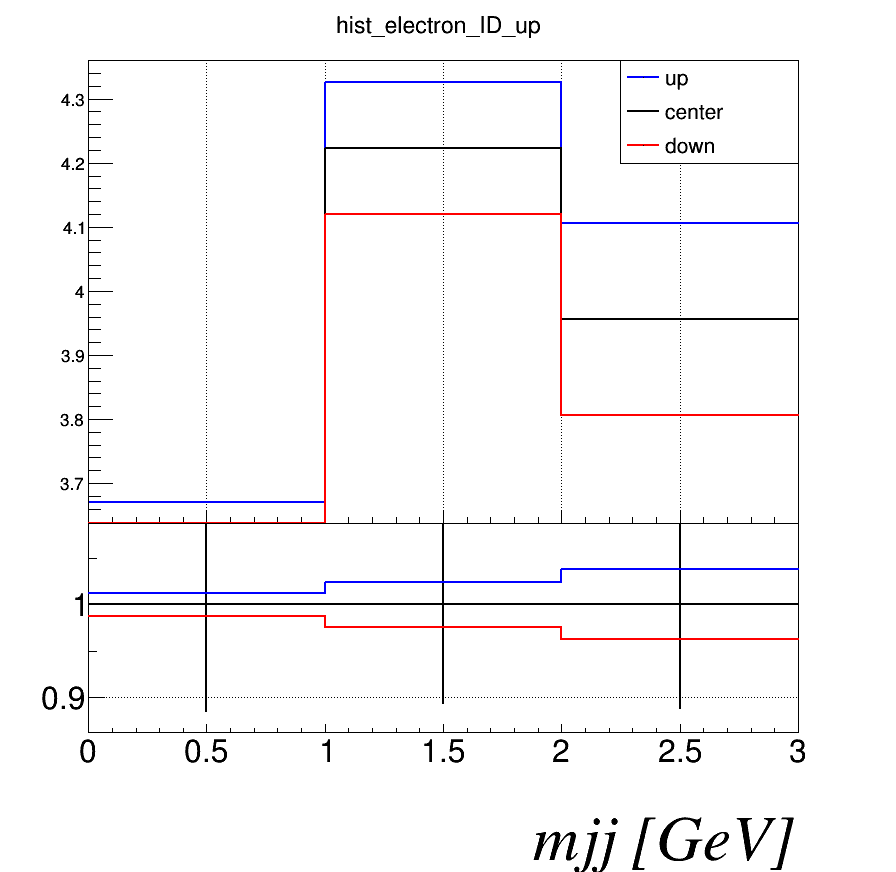 hist_electron_ID_up
up
center
down
4.3
4.2
4.1
4
3.9
3.8
3.7
1
0.9
0 0.5 1 1.5 2 2.5 3
mjj [GeV]